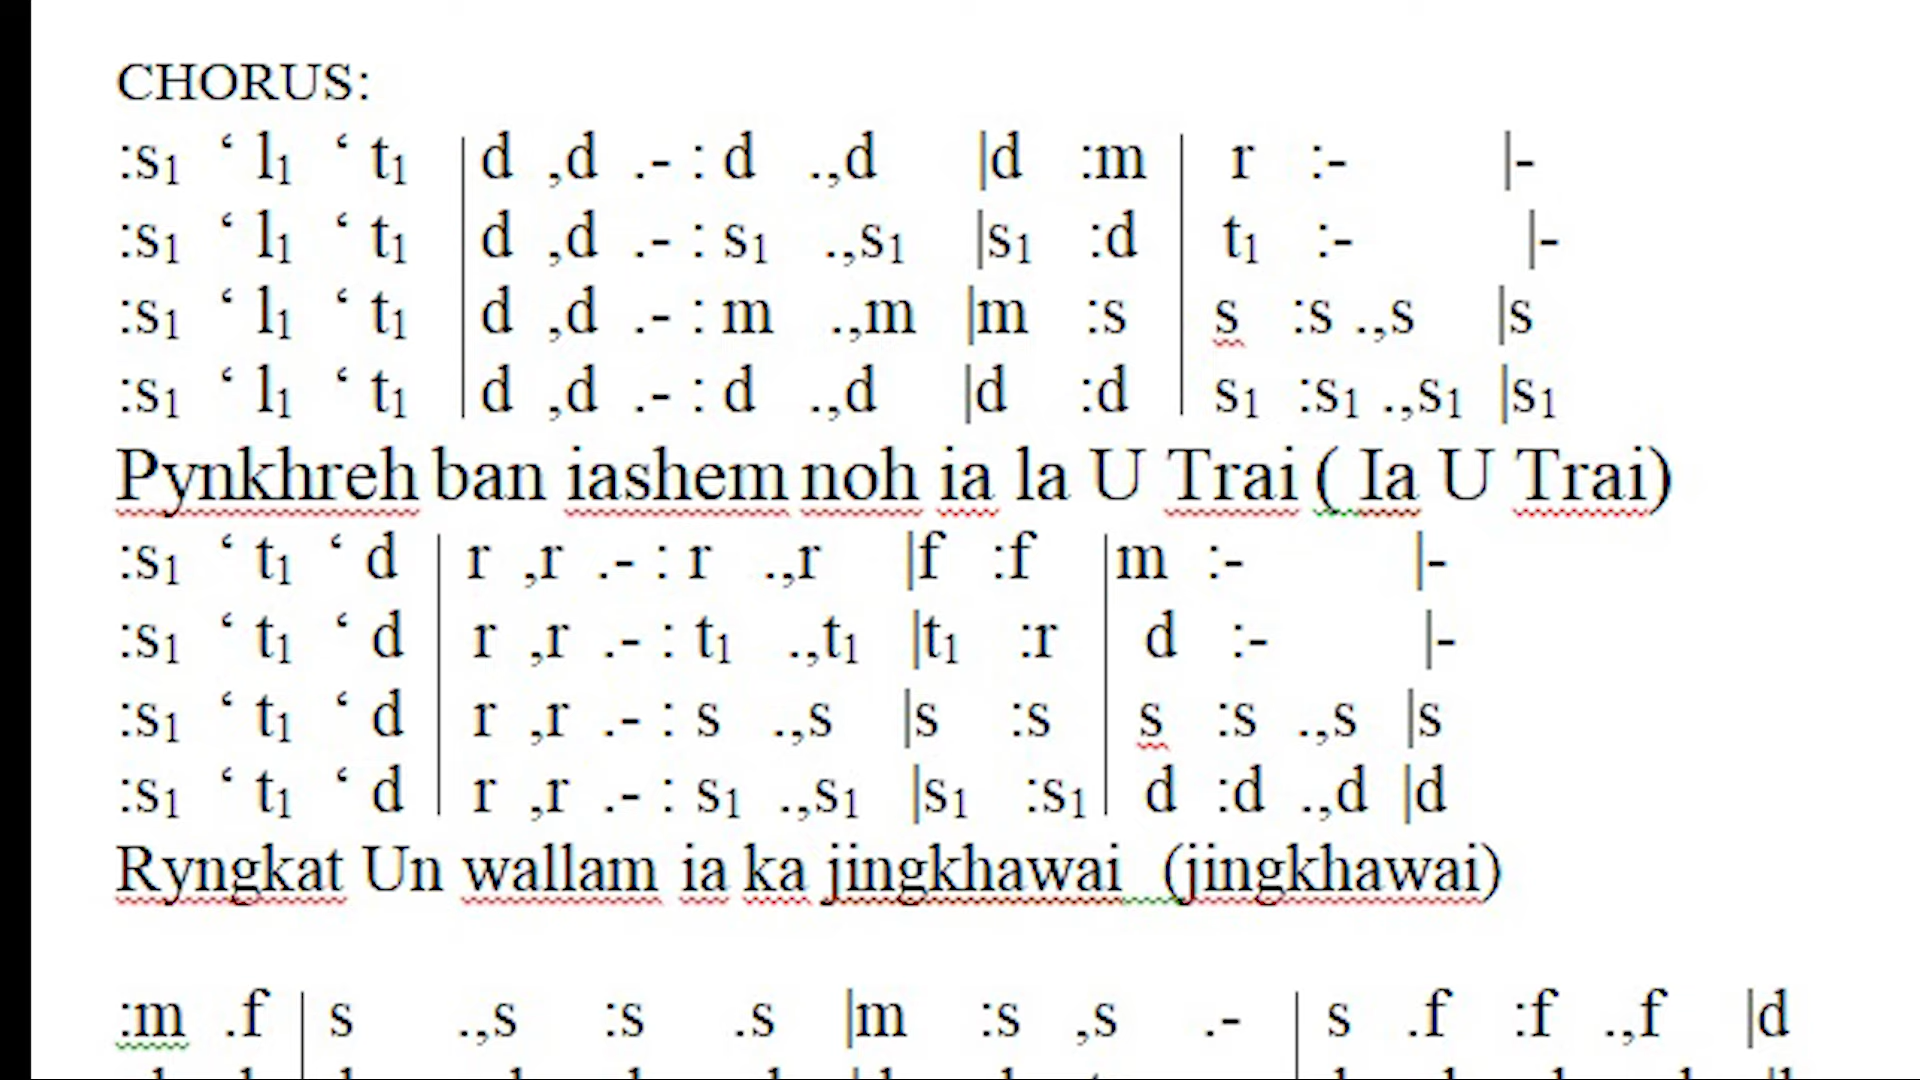 CHORUS:
:s₁ ‘ l₁ ‘ t₁ | d ,d .- : d .,d |d :m | r :- |-
:s₁ ‘ l₁ ‘ t₁ | d ,d .- : s₁ .,s₁ |s₁ :d | t₁ :- |-
:s₁ ‘ l₁ ‘ t₁ | d ,d .- : m .,m |m :s | s :s .,s |s
:s₁ ‘ l₁ ‘ t₁ | d ,d .- : d .,d |d :d | s₁ :s₁ .,s₁ |s₁
Pynkhreh ban iashem noh ia la U Trai ( Ia U Trai)
:s₁ ‘ t₁ ‘ d | r ,r .- : r .,r |f :f | m :- |-
:s₁ ‘ t₁ ‘ d | r ,r .- : t₁ .,t₁ |t₁ :r | d :- |-
:s₁ ‘ t₁ ‘ d | r ,r .- : s .,s |s :s | s :s .,s |s
:s₁ ‘ t₁ ‘ d | r ,r .- : s₁ .,s₁ |s₁ :s₁ | d :d .,d |d
Ryngkat Un wallam ia ka jingkhawai (jingkhawai)
:m .f | s .,s :s .s |m :s ,s .- | s .f :f .,f |d